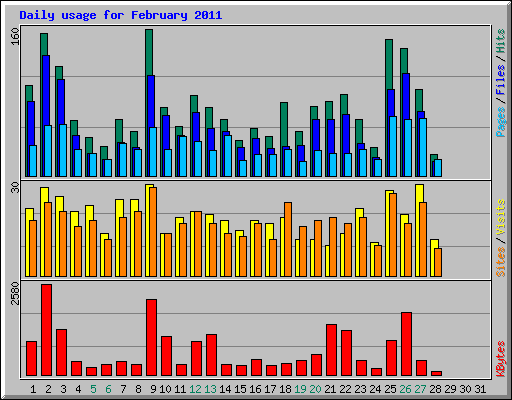 Daily usage for February 2011
160
Pages / Files / Hits
30
Sites / Visits
2580
KBytes
1 2 3 4 5 6 7 8 9 10 11 12 13 14 15 16 17 18 19 20 21 22 23 24 25 26 27 28 29 30 31